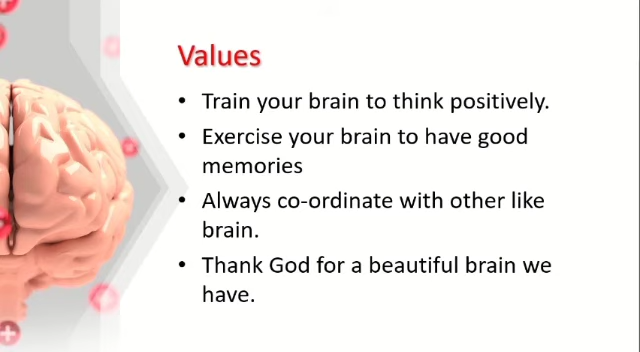 Values
• Train your brain to think positively.
• Exercise your brain to have good
memories
• Always co-ordinate with other like
brain.
• Thank God for a beautiful brain we
have.